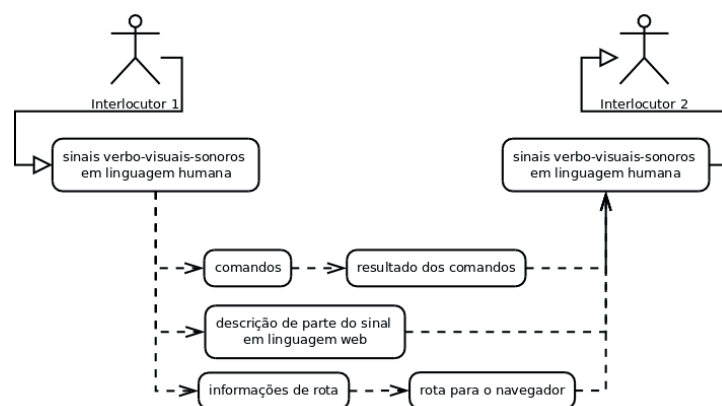 Interlocutor 1
Interlocutor 2
sinais verbo-visuais-sonoros
em linguagem humana
sinais verbo-visuais-sonoros
em linguagem humana
comandos
resultado dos comandos
descrição de parte do sinal
em linguagem web
informações de rota
rota para o navegador